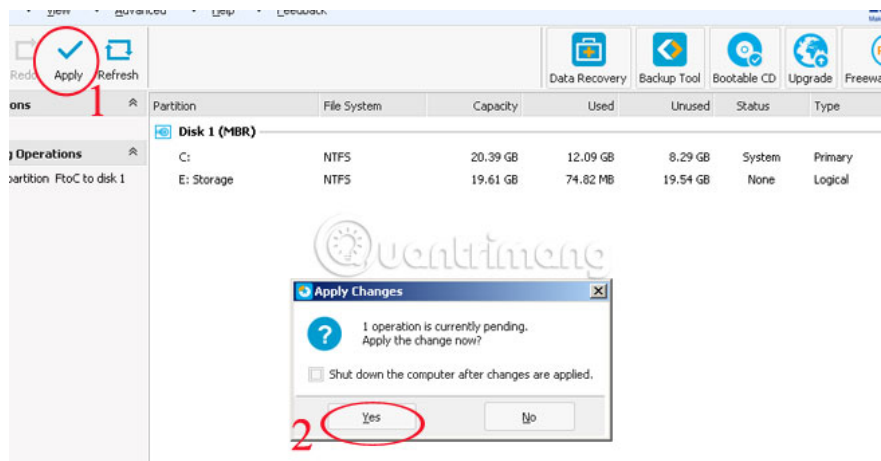 View Advanced Help Feedback
Redo Apply Refresh Data Recovery Backup Tool Bootable CD Upgrade Freewa
1
ons Partition File System Capacity Used Unused Status Type
Disk 1 (MBR)
g Operations C: NTFS 20.39 GB 12.09 GB 8.29 GB System Primary
partition FtoC to disk 1 E: Storage NTFS 19.61 GB 74.82 MB 19.54 GB None Logical
Quantrimang
Apply Changes
1 operation is currently pending.
Apply the change now?
Shut down the computer after changes are applied.
Yes No
2